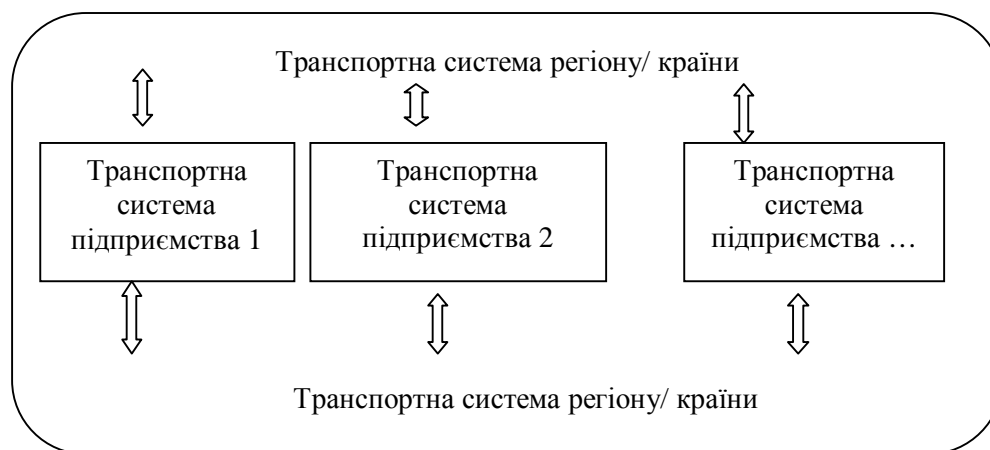 Транспортна система регіону/ країни
Транспортна
система
підприємства 1
Транспортна
система
підприємства 2
Транспортна
система
підприємства …
Транспортна система регіону/ країни